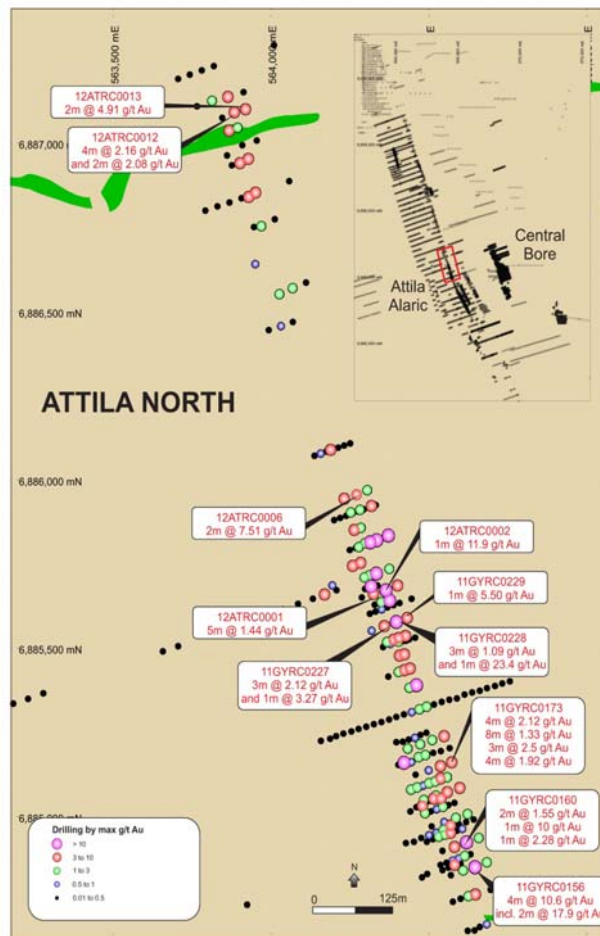 563,500 mE
564,000 mE
E
12ATRC0013
2m @ 4.91 g/t Au
12ATRC0012
4m @ 2.16 g/t Au
and 2m @ 2.08 g/t Au
6,887,000 mN
6,886,500 mN
Central
Bore
Attila
Alaric
ATTILA NORTH
6,886,000 mN
12ATRC0006
2m @ 7.51 g/t Au
12ATRC0002
1m @ 11.9 g/t Au
11GYRC0229
1m @ 5.50 g/t Au
12ATRC0001
5m @ 1.44 g/t Au
6,885,500 mN
11GYRC0228
3m @ 1.09 g/t Au
and 1m @ 23.4 g/t Au
11GYRC0227
3m @ 2.12 g/t Au
and 1m @ 3.27 g/t Au
11GYRC0173
4m @ 2.12 g/t Au
8m @ 1.33 g/t Au
3m @ 2.5 g/t Au
4m @ 1.92 g/t Au
11GYRC0160
2m @ 1.55 g/t Au
1m @ 10 g/t Au
1m @ 2.28 g/t Au
11GYRC0156
4m @ 10.6 g/t Au
incl. 2m @ 17.9 g/t Au
Drilling by max g/t Au
> 10
3 to 10
1 to 3
0.5 to 1
0.01 to 0.5
N
0
125m